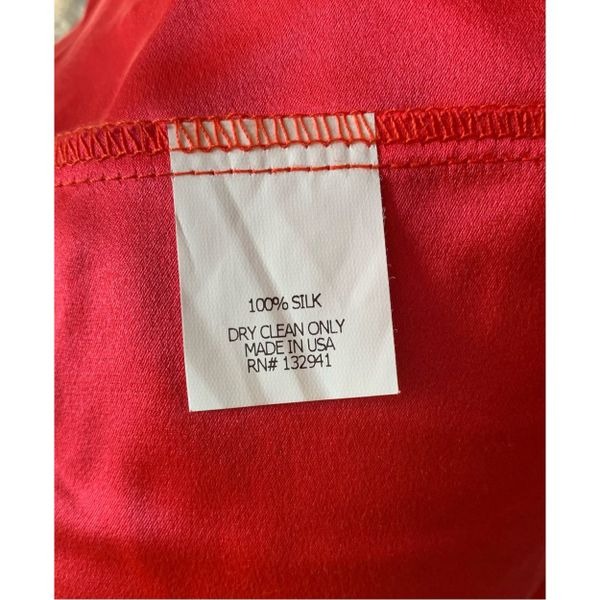 100% SILK
DRY CLEAN ONLY
MADE IN USA
RN# 132941